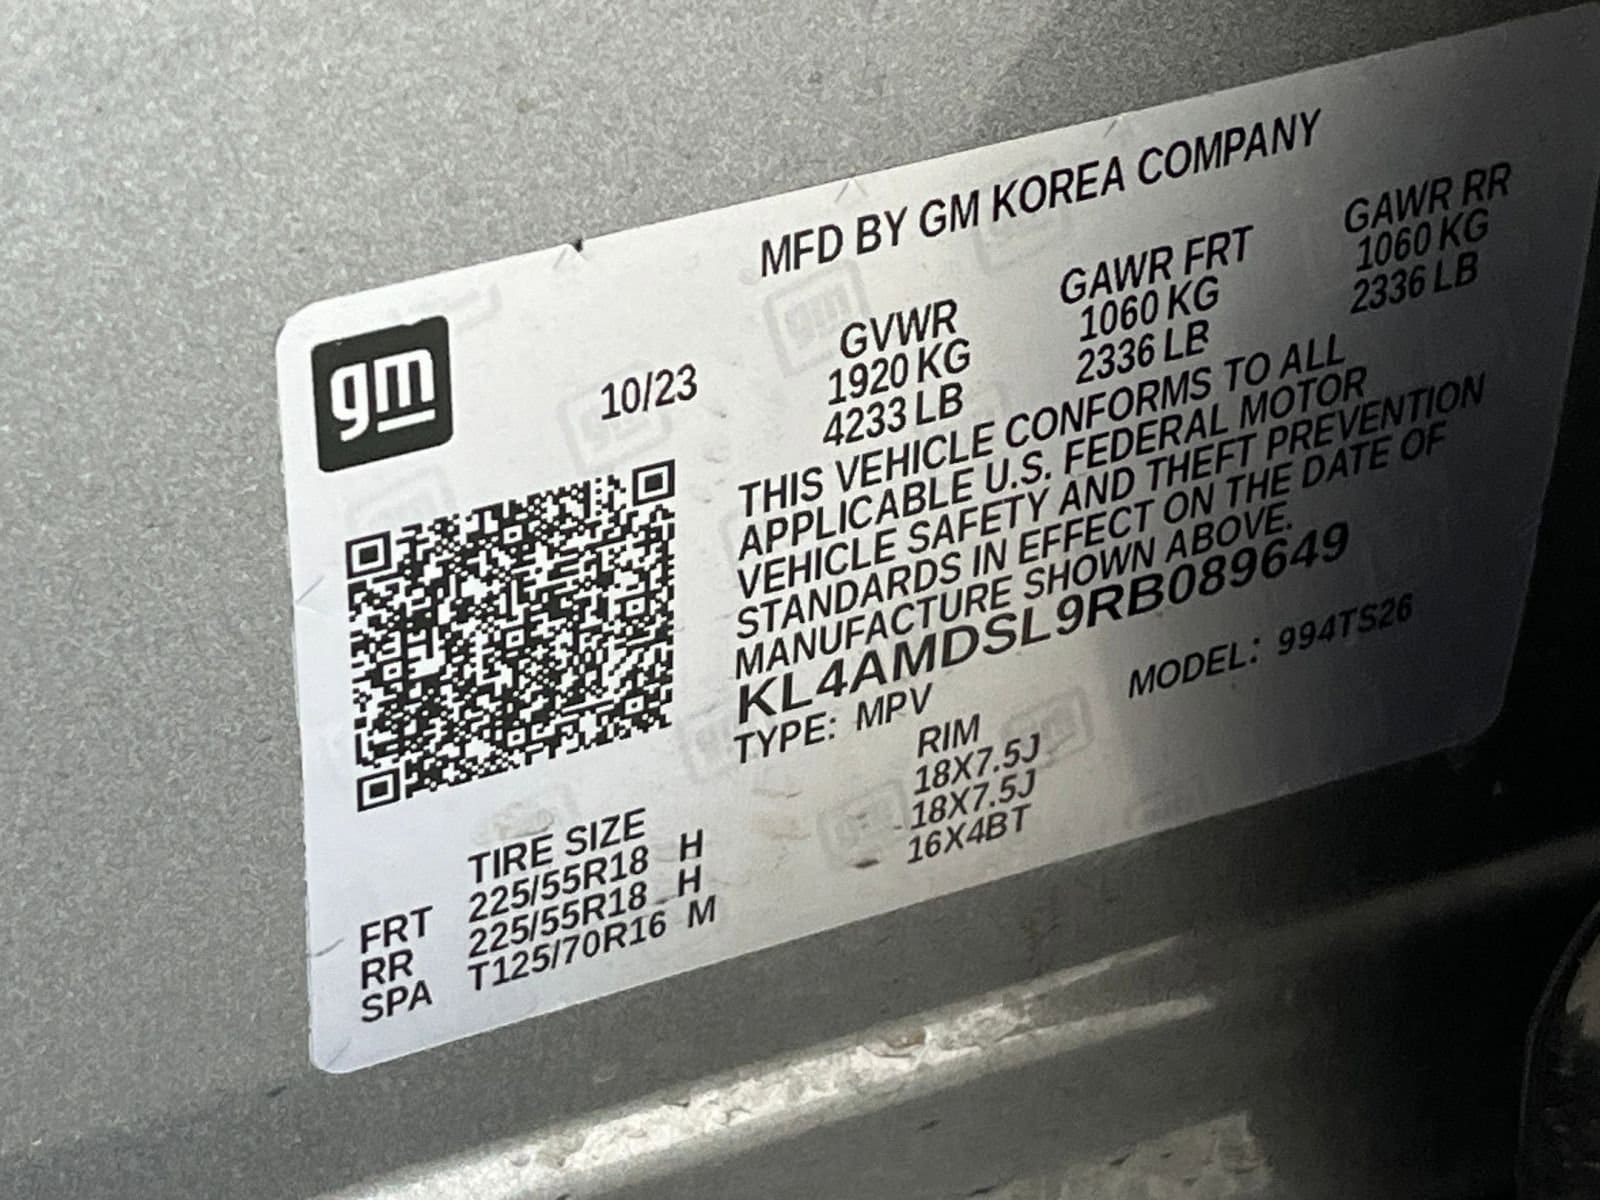 MFD BY GM KOREA COMPANY
gm
10/23
GVWR GAWR FRT GAWR RR
1920 KG 1060 KG 1060 KG
4233 LB 2336 LB 2336 LB
THIS VEHICLE CONFORMS TO ALL
APPLICABLE U.S. FEDERAL MOTOR
VEHICLE SAFETY AND THEFT PREVENTION
STANDARDS IN EFFECT ON THE DATE OF
MANUFACTURE SHOWN ABOVE.
KL4AMDSL9RB089649
TYPE: MPV MODEL: 994TS26
TIRE SIZE RIM
FRT 225/55R18 H 18X7.5J
RR 225/55R18 H 18X7.5J
SPA T125/70R16 M 16X4BT